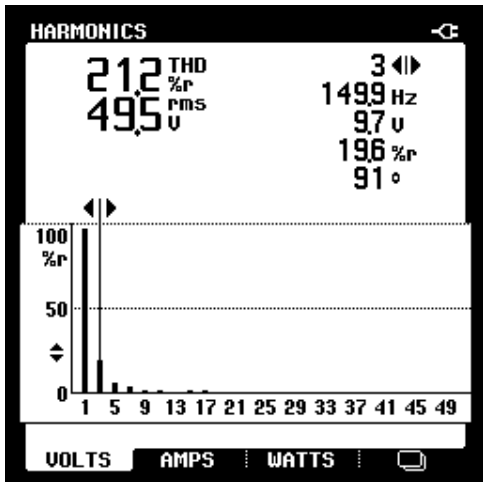 HARMONICS
21.2 THD %r
49.5 rms V
3
149.9 Hz
9.7 V
19.6 %r
91 °
100
%r
50
0
1 5 9 13 17 21 25 29 33 37 41 45 49
VOLTS AMPS WATTS